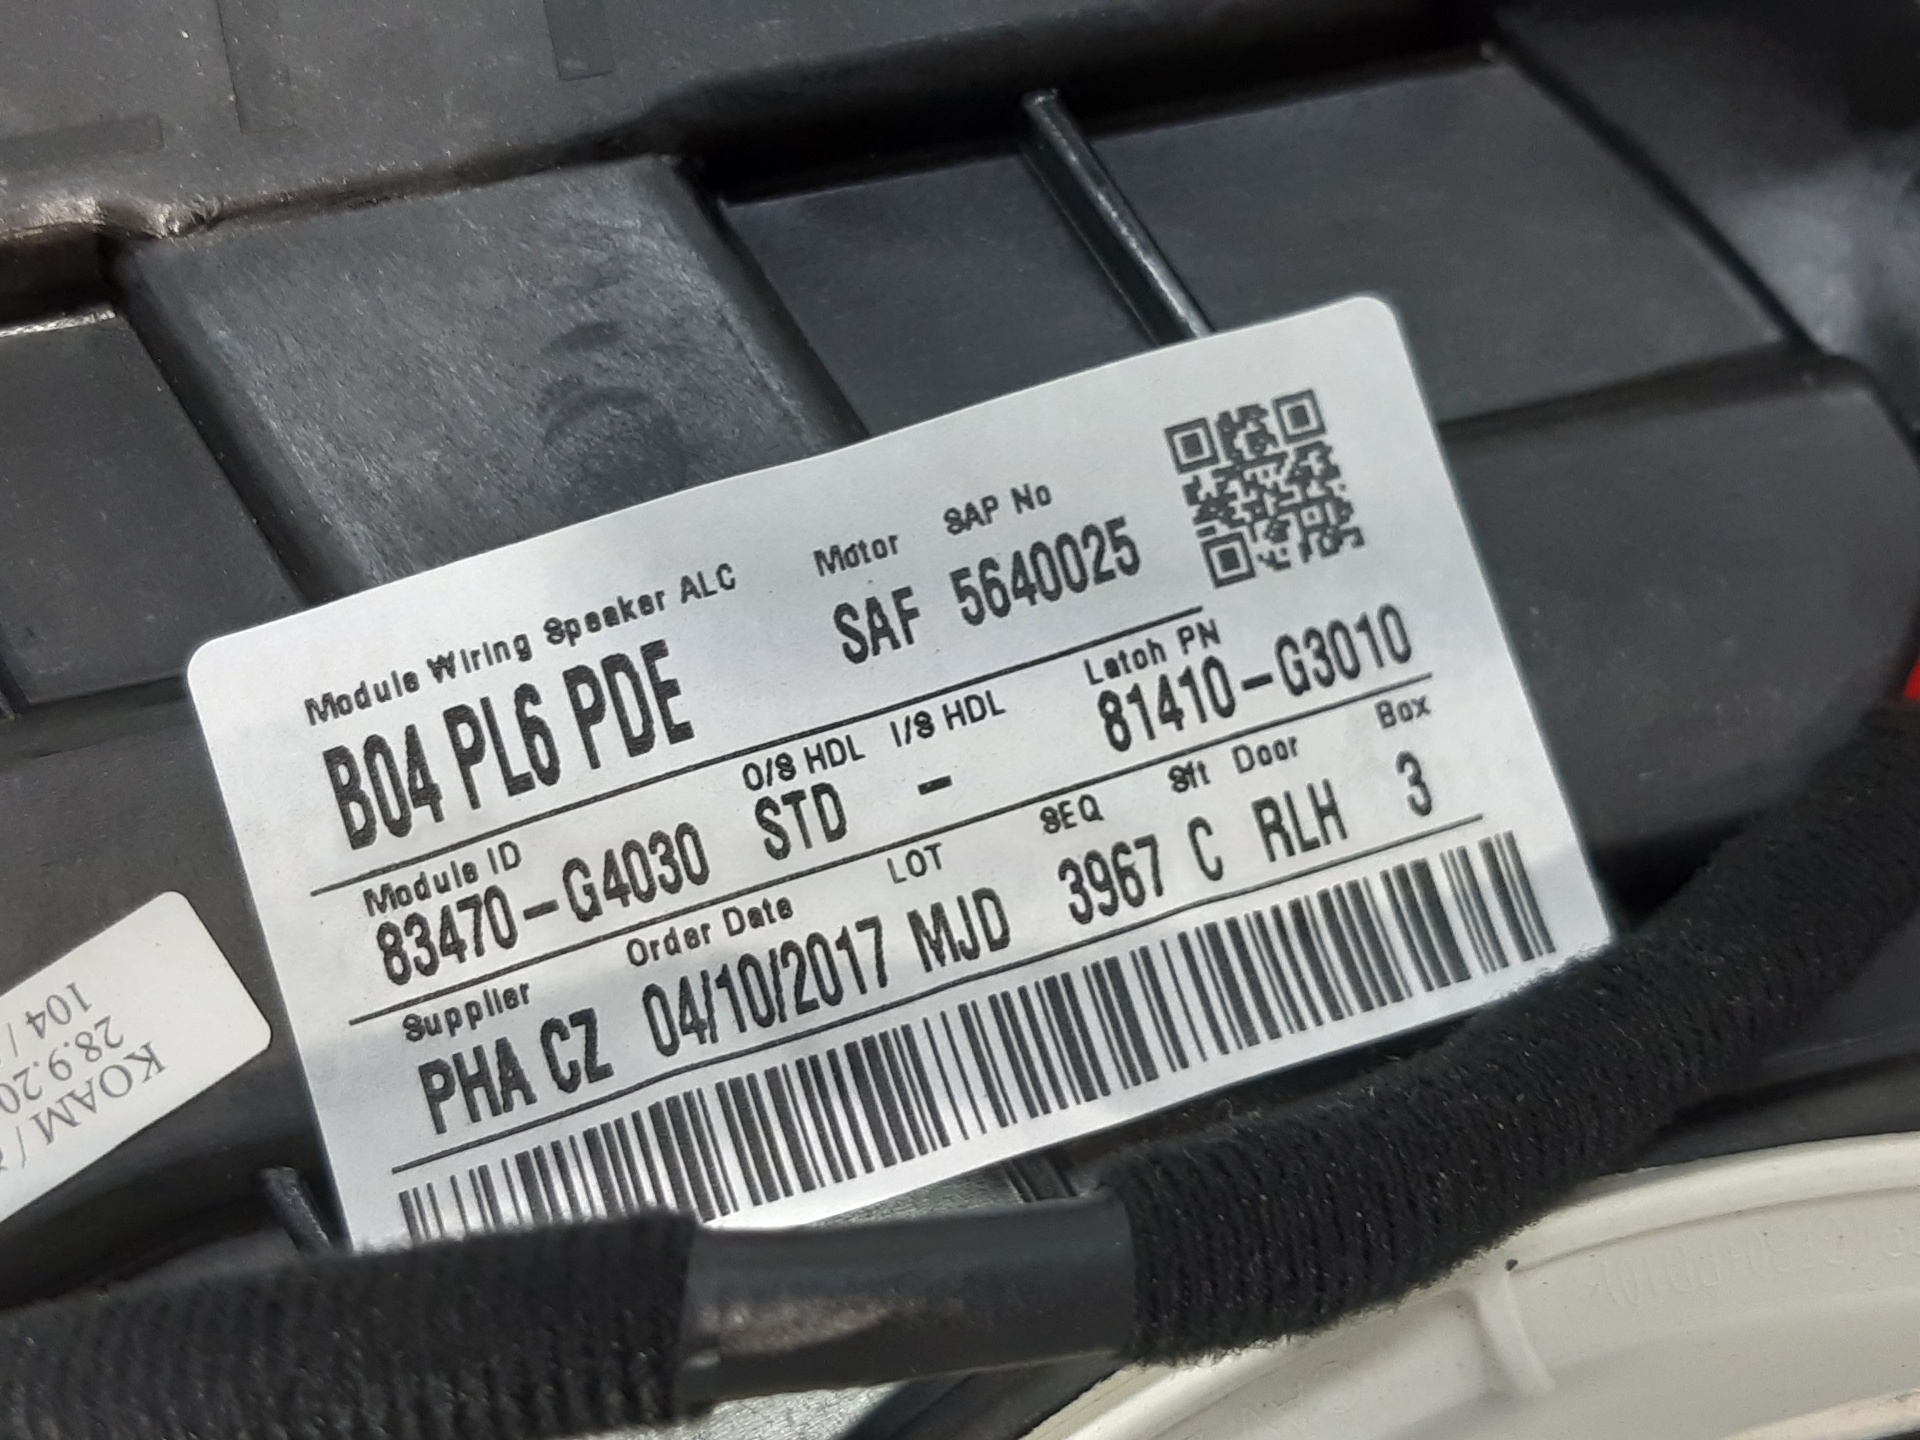 Module Wiring Speaker ALC Motor SAP No
B04 PL6 PDE SAF 5640025
Module ID O/S HDL I/S HDL Latch PN
83470-G4030 STD - 81410-G3010
Supplier Order Date LOT SEQ Sft Door Box
PHA CZ 04/10/2017 MJD 3967 C RLH 3
KOAM /
28.9.20
104 /